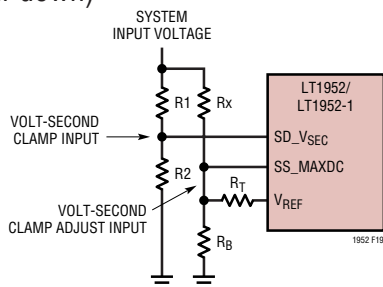 SYSTEM
INPUT VOLTAGE
R1
Rx
LT1952/
LT1952-1
VOLT-SECOND
CLAMP INPUT
SD_VSEC
R2
SS_MAXDC
RT
VREF
VOLT-SECOND
CLAMP ADJUST INPUT
RB
1952 F19